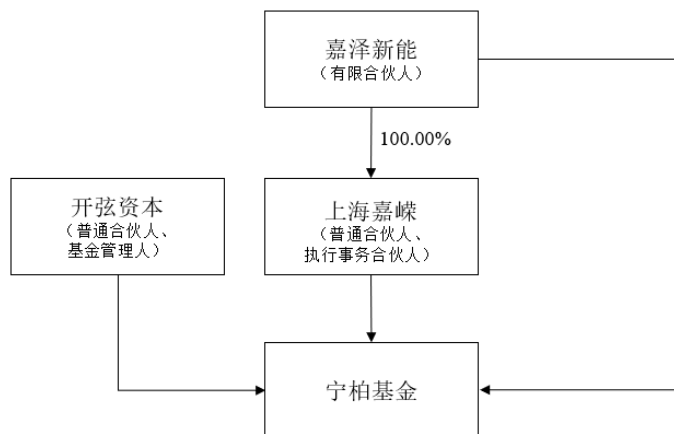 嘉泽新能
（有限合伙人）
100.00%
开弦资本
（普通合伙人、
基金管理人）
上海嘉嵘
（普通合伙人、
执行事务合伙人）
宁柏基金